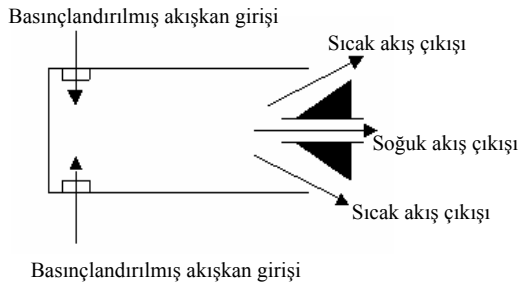 Basınçlandırılmış akışkan girişi
Sıcak akış çıkışı
Soğuk akış çıkışı
Sıcak akış çıkışı
Basınçlandırılmış akışkan girişi